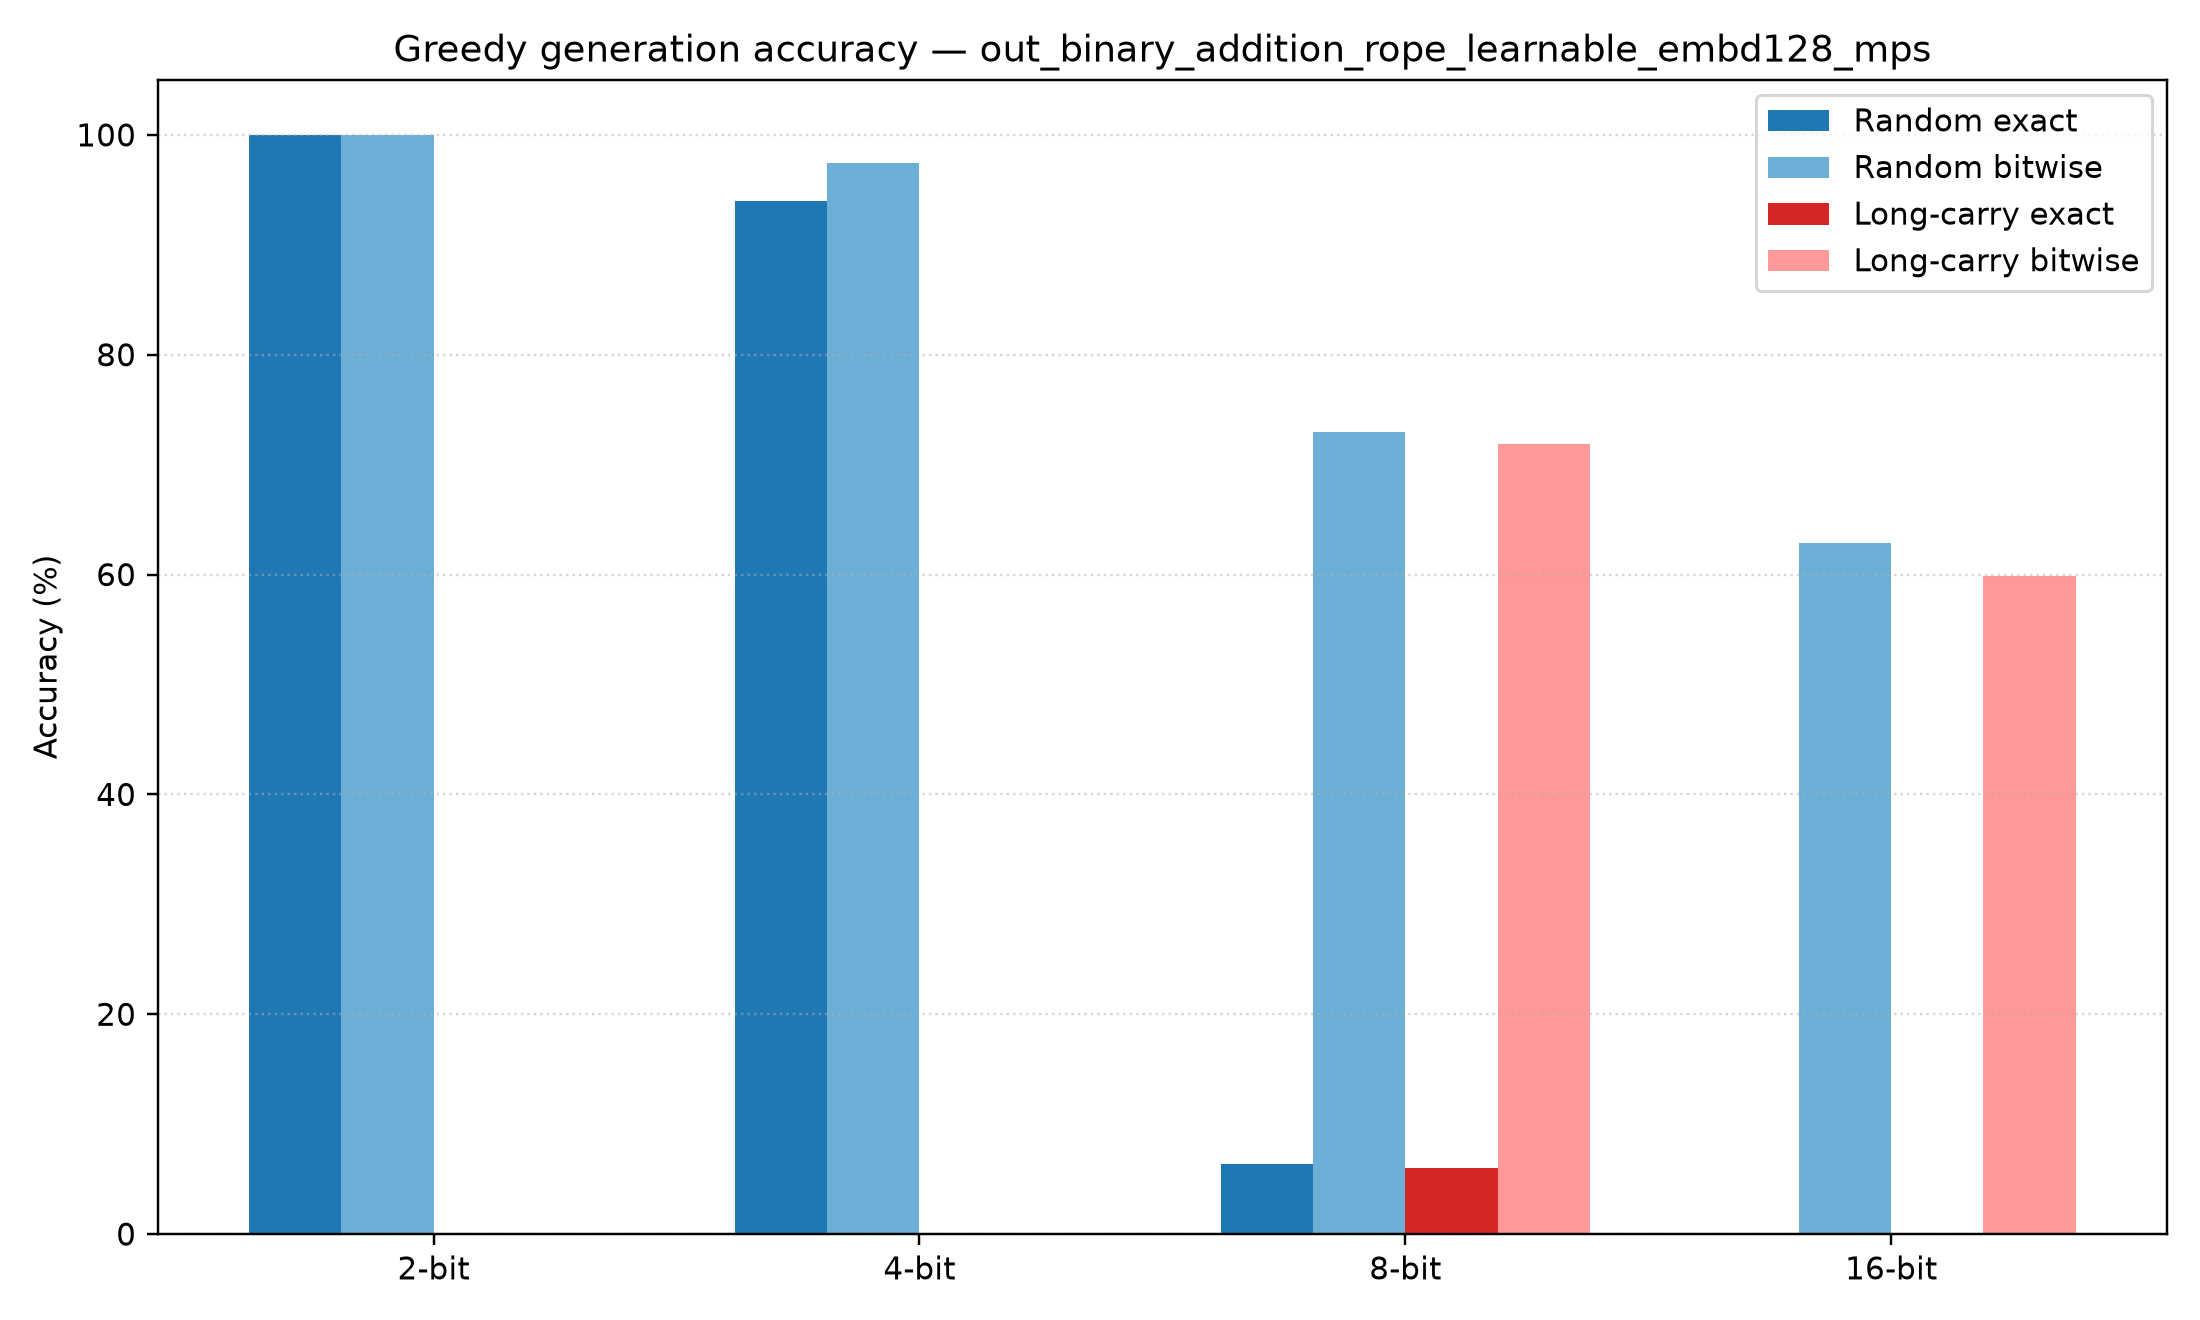 Greedy generation accuracy — out_binary_addition_rope_learnable_embd128_mps
Random exact
Random bitwise
Long-carry exact
Long-carry bitwise
Accuracy (%)
100
80
60
40
20
0
2-bit
4-bit
8-bit
16-bit